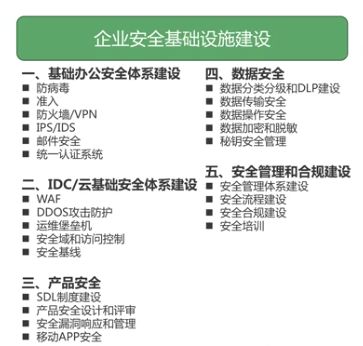 企业安全基础设施建设
一、基础办公安全体系建设
■ 防病毒
■ 准入
■ 防火墙/VPN
■ IPS/IDS
■ 邮件安全
■ 统一认证系统
二、IDC/云基础安全体系建设
■ WAF
■ DDOS攻击防护
■ 运维堡垒机
■ 安全域和访问控制
■ 安全基线
三、产品安全
■ SDL制度建设
■ 产品安全设计和评审
■ 安全漏洞响应和管理
■ 移动APP安全
四、数据安全
■ 数据分类分级和DLP建设
■ 数据传输安全
■ 数据操作安全
■ 数据加密和脱敏
■ 秘钥安全管理
五、安全管理和合规建设
■ 安全管理体系建设
■ 安全流程建设
■ 安全合规建设
■ 安全培训